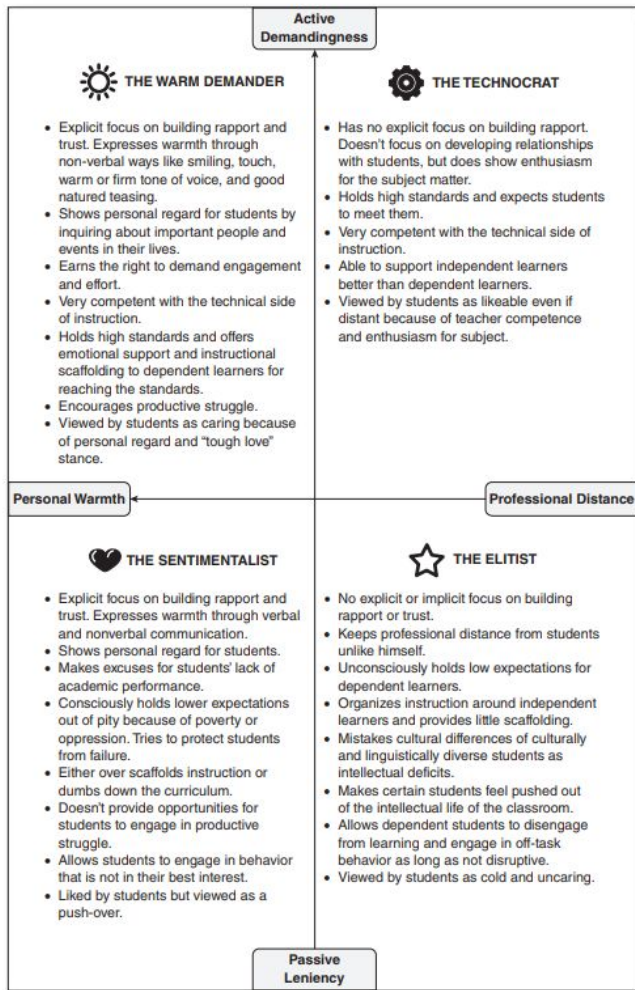 Active
Demandingness
THE WARM DEMANDER
• Explicit focus on building rapport and
trust. Expresses warmth through
non-verbal ways like smiling, touch,
warm or firm tone of voice, and good
natured teasing.
• Shows personal regard for students by
inquiring about important people and
events in their lives.
• Earns the right to demand engagement
and effort.
• Very competent with the technical side
of instruction.
• Holds high standards and offers
emotional support and instructional
scaffolding to dependent learners for
reaching the standards.
• Encourages productive struggle.
• Viewed by students as caring because
of personal regard and “tough love”
stance.
THE TECHNOCRAT
• Has no explicit focus on building rapport.
Doesn’t focus on developing relationships
with students, but does show enthusiasm
for the subject matter.
• Holds high standards and expects students
to meet them.
• Very competent with the technical side of
instruction.
• Able to support independent learners
better than dependent learners.
• Viewed by students as likeable even if
distant because of teacher competence
and enthusiasm for subject.
Personal Warmth
Professional Distance
THE SENTIMENTALIST
• Explicit focus on building rapport and
trust. Expresses warmth through verbal
and nonverbal communication.
• Shows personal regard for students.
• Makes excuses for students’ lack of
academic performance.
• Consciously holds lower expectations
out of pity because of poverty or
oppression. Tries to protect students
from failure.
• Either over scaffolds instruction or
dumbs down the curriculum.
• Doesn’t provide opportunities for
students to engage in productive
struggle.
• Allows students to engage in behavior
that is not in their best interest.
• Liked by students but viewed as a
push-over.
THE ELITIST
• No explicit or implicit focus on building
rapport or trust.
• Keeps professional distance from students
unlike himself.
• Unconsciously holds low expectations for
dependent learners.
• Organizes instruction around independent
learners and provides little scaffolding.
• Mistakes cultural differences of culturally
and linguistically diverse students as
intellectual deficits.
• Makes certain students feel pushed out
of the intellectual life of the classroom.
• Allows dependent students to disengage
from learning and engage in off-task
behavior as long as not disruptive.
• Viewed by students as cold and uncaring.
Passive
Leniency